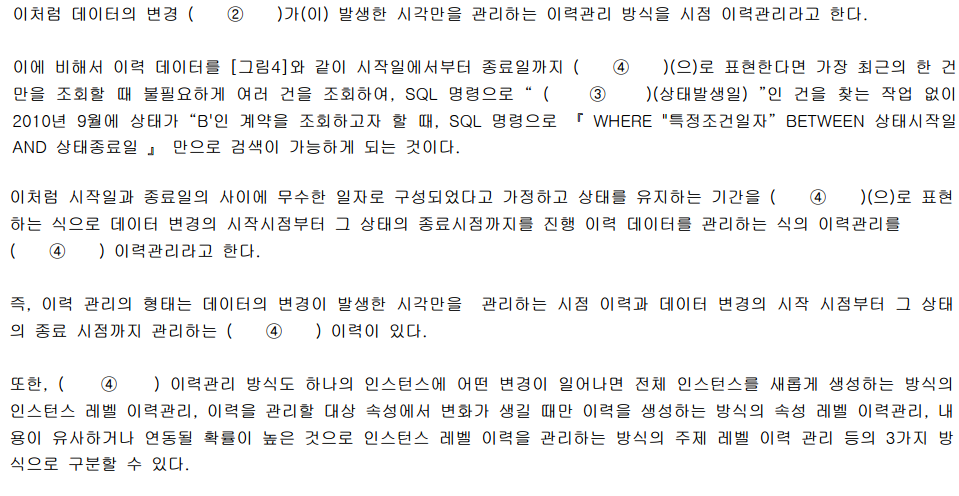 이처럼 데이터의 변경 ( ② )가(이) 발생한 시각만을 관리하는 이력관리 방식을 시점 이력관리라고 한다.
이에 비해서 이력 데이터를 [그림4]와 같이 시작일에서부터 종료일까지 ( ④ )(으)로 표현한다면 가장 최근의 한 건
만을 조회할 때 불필요하게 여러 건을 조회하여, SQL 명령으로 “ ( ③ )(상태발생일) ”인 건을 찾는 작업 없이
2010년 9월에 상태가 “B'인 계약을 조회하고자 할 때, SQL 명령으로 『 WHERE "특정조건일자” BETWEEN 상태시작일
AND 상태종료일 』 만으로 검색이 가능하게 되는 것이다.
이처럼 시작일과 종료일의 사이에 무수한 일자로 구성되었다고 가정하고 상태를 유지하는 기간을 ( ④ )(으)로 표현
하는 식으로 데이터 변경의 시작시점부터 그 상태의 종료시점까지를 진행 이력 데이터를 관리하는 식의 이력관리를
( ④ ) 이력관리라고 한다.
즉, 이력 관리의 형태는 데이터의 변경이 발생한 시각만을 관리하는 시점 이력과 데이터 변경의 시작 시점부터 그 상태
의 종료 시점까지 관리하는 ( ④ ) 이력이 있다.
또한, ( ④ ) 이력관리 방식도 하나의 인스턴스에 어떤 변경이 일어나면 전체 인스턴스를 새롭게 생성하는 방식의
인스턴스 레벨 이력관리, 이력을 관리할 대상 속성에서 변화가 생길 때만 이력을 생성하는 방식의 속성 레벨 이력관리, 내
용이 유사하거나 연동될 확률이 높은 것으로 인스턴스 레벨 이력을 관리하는 방식의 주제 레벨 이력 관리 등의 3가지 방
식으로 구분할 수 있다.